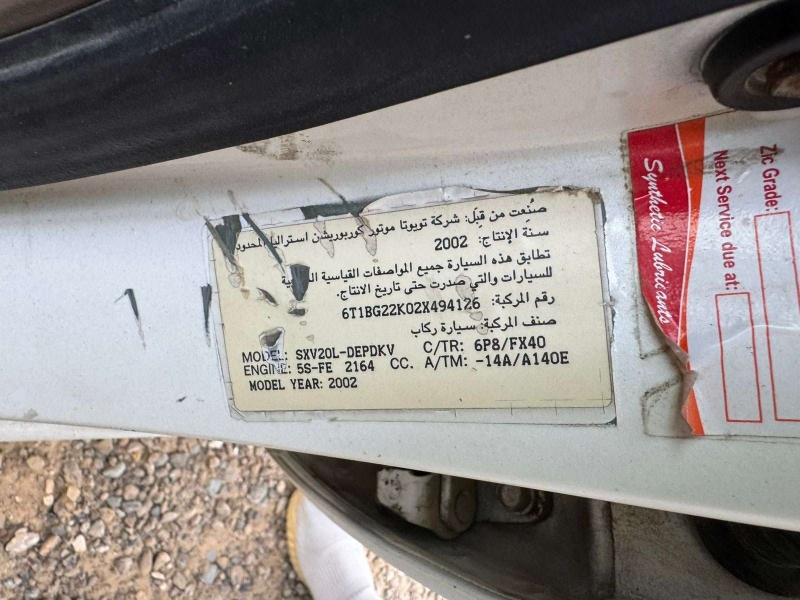 صُنعت من قِبَل: شركة تويوتا موتور كوربوريشن استراليا المحدودة
سنة الإنتاج: 2002
تطابق هذه السيارة جميع المواصفات القياسية
للسيارات والتي صدرت حتى تاريخ الانتاج.
رقم المركبة: 6T1BG22K02X494126
صنف المركبة: سيارة ركاب
MODEL: SXV20L-DEPDKV C/TR: 6P8/FX40
ENGINE: 5S-FE 2164 CC. A/TM: -14A/A140E
MODEL YEAR: 2002
Synthetic Lubricants
Next Service due at:
Zic Grade: